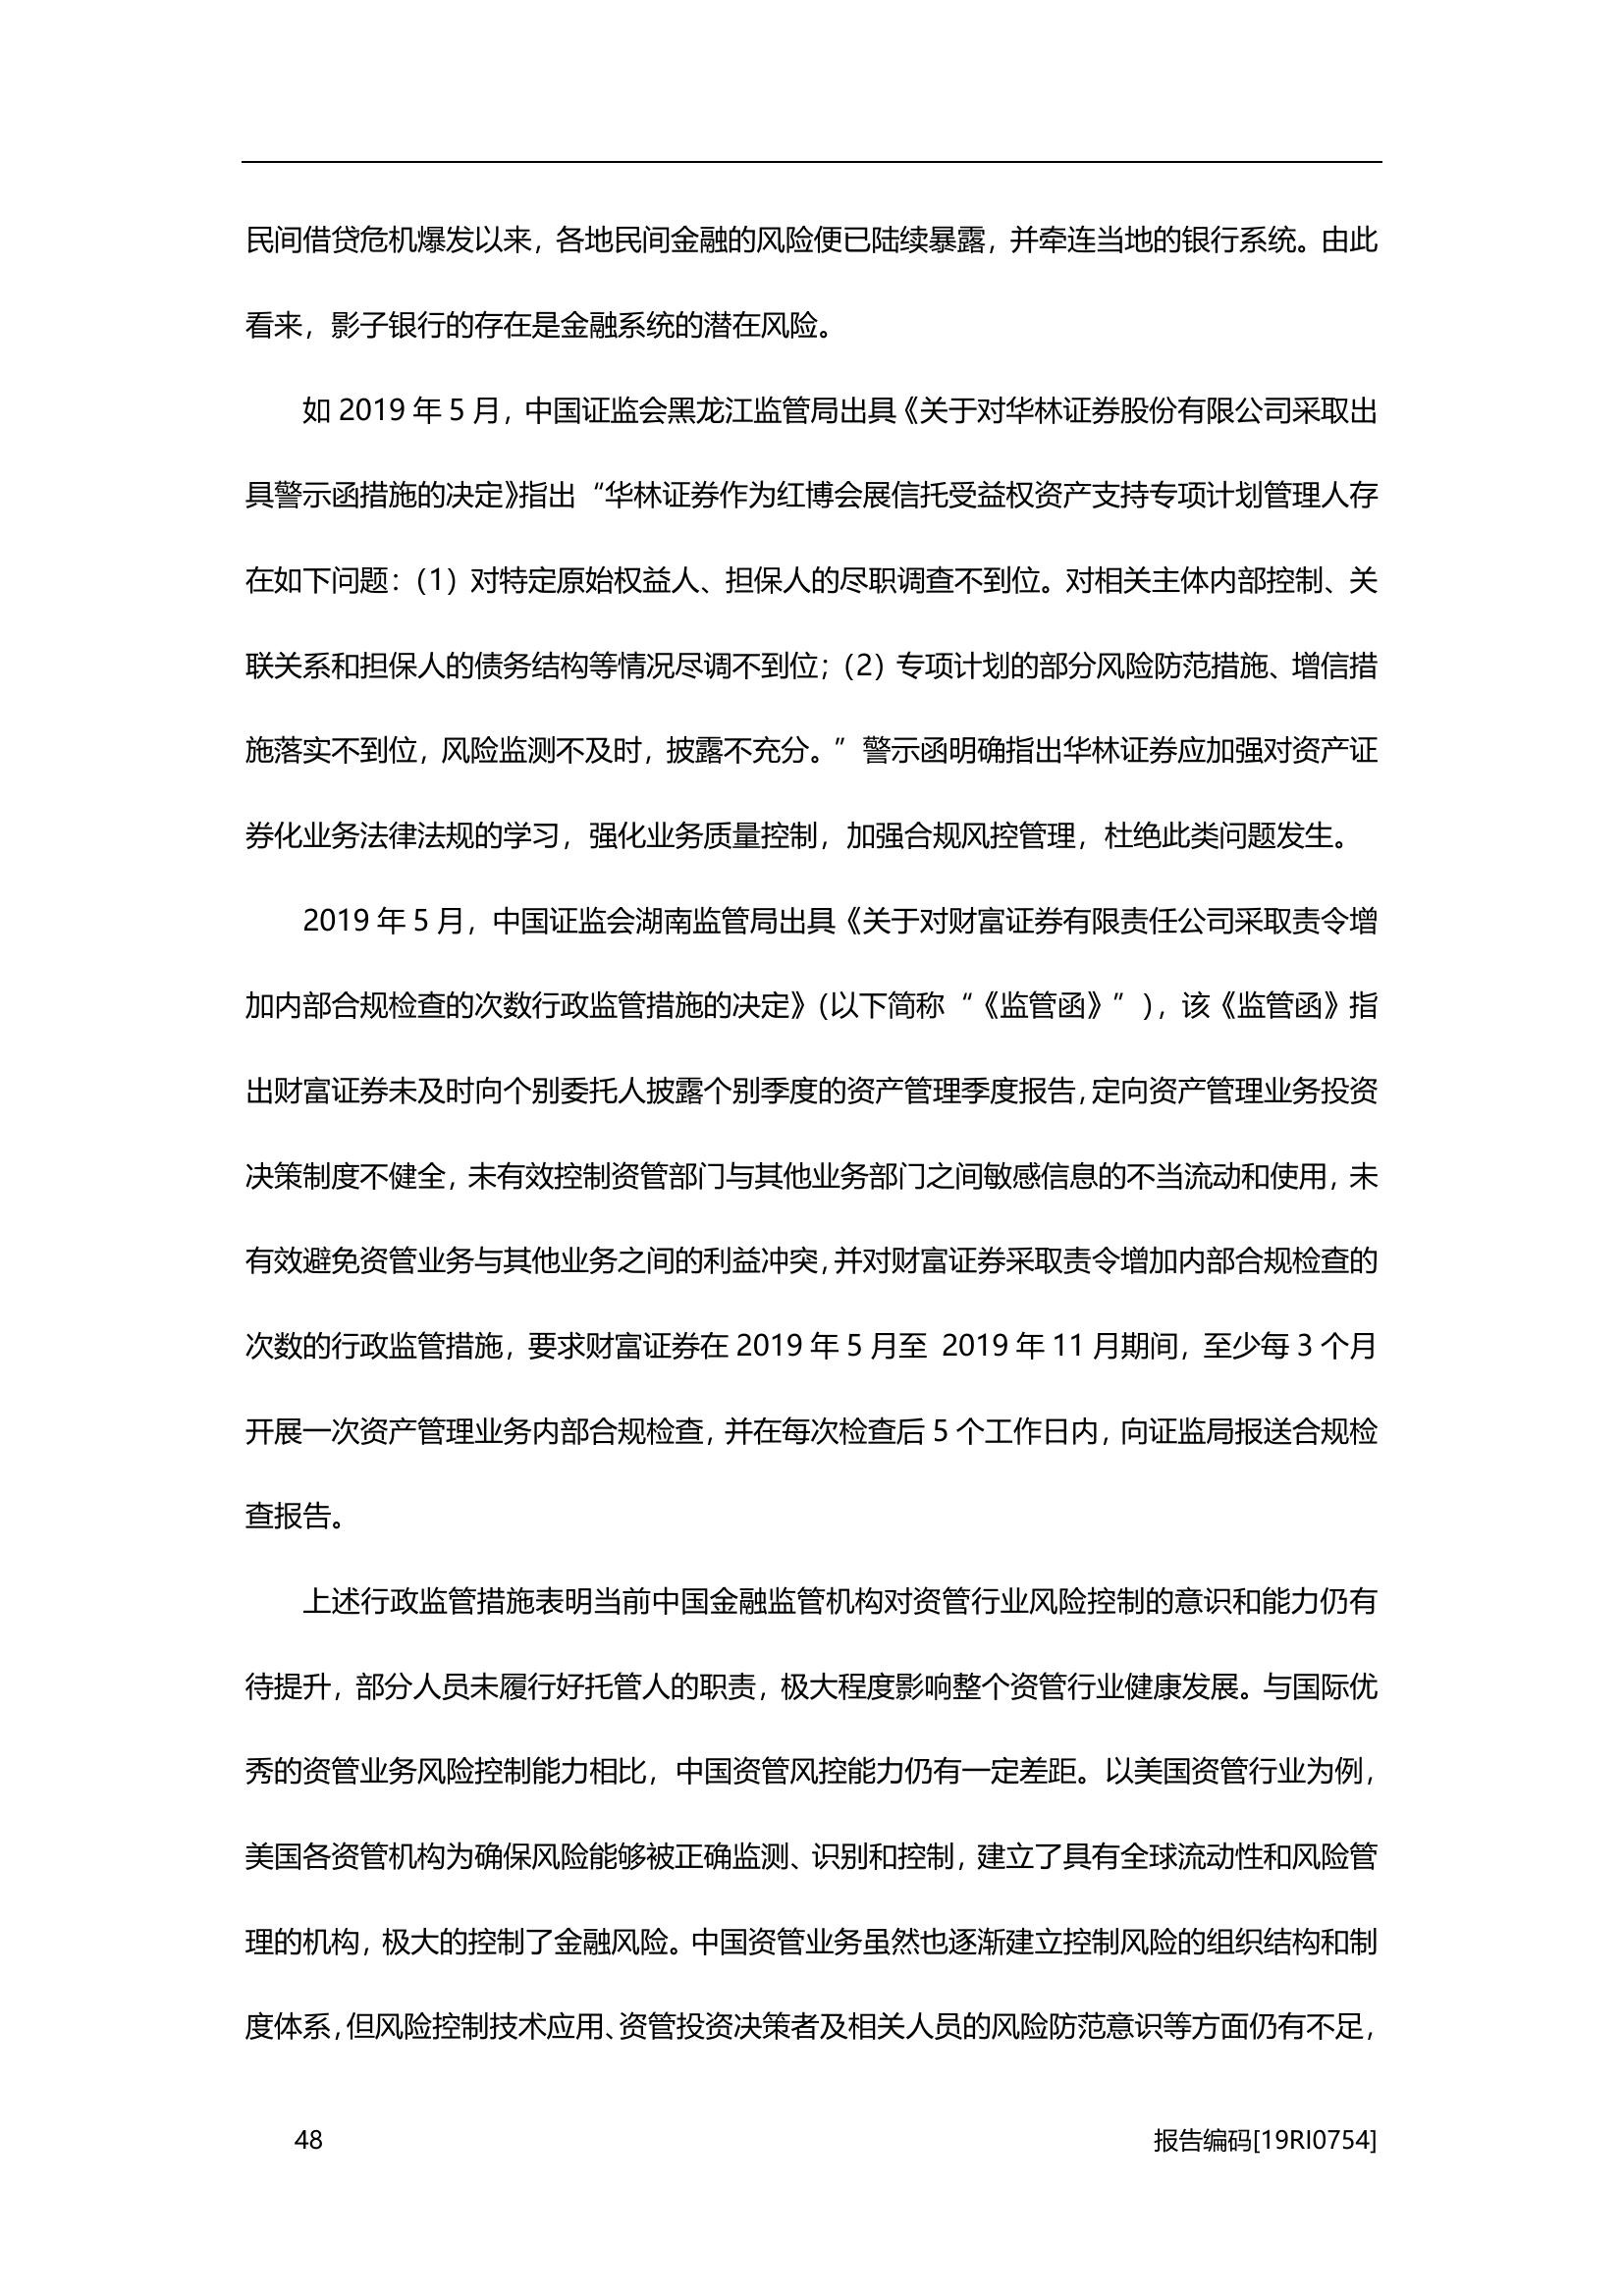 民间借贷危机爆发以来，各地民间金融的风险便已陆续暴露，并牵连当地的银行系统。由此
看来，影子银行的存在是金融系统的潜在风险。
如 2019 年 5 月，中国证监会黑龙江监管局出具《关于对华林证券股份有限公司采取出
具警示函措施的决定》指出“华林证券作为红博会展信托受益权资产支持专项计划管理人存
在如下问题：（1）对特定原始权益人、担保人的尽职调查不到位。对相关主体内部控制、关
联关系和担保人的债务结构等情况尽调不到位；（2）专项计划的部分风险防范措施、增信措
施落实不到位，风险监测不及时，披露不充分。”警示函明确指出华林证券应加强对资产证
券化业务法律法规的学习，强化业务质量控制，加强合规风控管理，杜绝此类问题发生。
2019 年 5 月，中国证监会湖南监管局出具《关于对财富证券有限责任公司采取责令增
加内部合规检查的次数行政监管措施的决定》（以下简称“《监管函》”），该《监管函》指
出财富证券未及时向个别委托人披露个别季度的资产管理季度报告，定向资产管理业务投资
决策制度不健全，未有效控制资管部门与其他业务部门之间敏感信息的不当流动和使用，未
有效避免资管业务与其他业务之间的利益冲突，并对财富证券采取责令增加内部合规检查的
次数的行政监管措施，要求财富证券在 2019 年 5 月至 2019 年 11 月期间，至少每 3 个月
开展一次资产管理业务内部合规检查，并在每次检查后 5 个工作日内，向证监局报送合规检
查报告。
上述行政监管措施表明当前中国金融监管机构对资管行业风险控制的意识和能力仍有
待提升，部分人员未履行好托管人的职责，极大程度影响整个资管行业健康发展。与国际优
秀的资管业务风险控制能力相比，中国资管风控能力仍有一定差距。以美国资管行业为例，
美国各资管机构为确保风险能够被正确监测、识别和控制，建立了具有全球流动性和风险管
理的机构，极大的控制了金融风险。中国资管业务虽然也逐渐建立控制风险的组织结构和制
度体系，但风险控制技术应用、资管投资决策者及相关人员的风险防范意识等方面仍有不足，
48 报告编码[19RI0754]